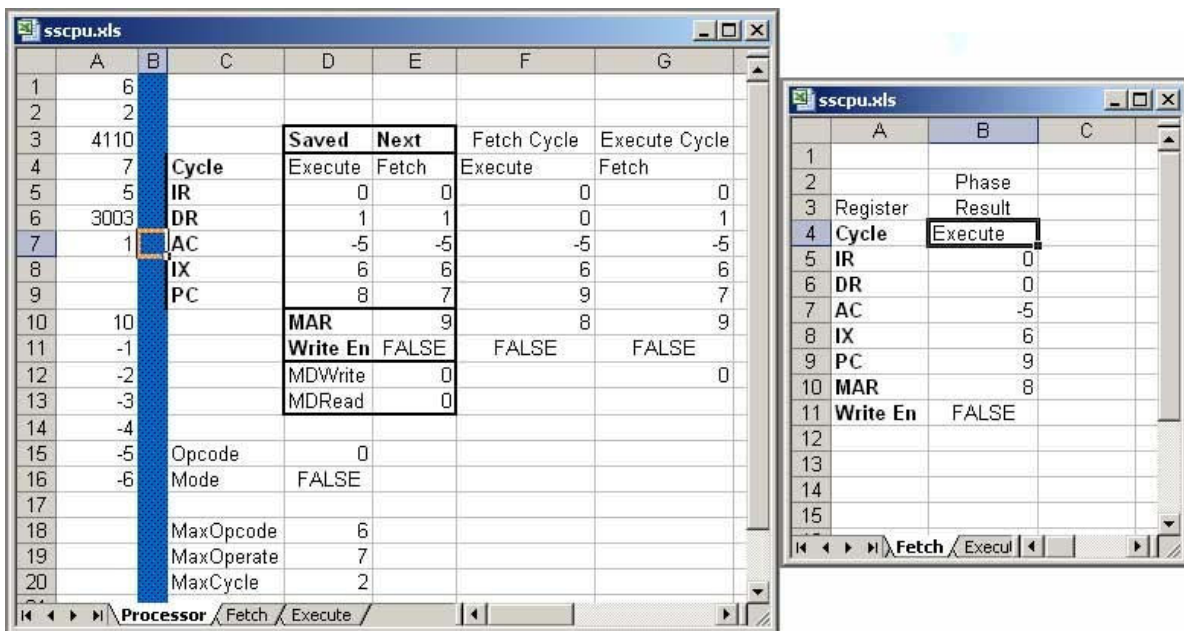 sscpu.xls
A B C D E F G
1 6
2 2
3 4110 Saved Next Fetch Cycle Execute Cycle
4 7 Cycle Execute Fetch Execute Fetch
5 5 IR 0 0 0 0
6 3003 DR 1 1 0 1
7 1 AC -5 -5 -5 -5
8 IX 6 6 6 6
9 PC 8 7 9 7
10 10 MAR 9 8 9
11 -1 Write En FALSE FALSE FALSE
12 -2 MDWrite 0 0
13 -3 MDRead 0
14 -4
15 -5 Opcode 0
16 -6 Mode FALSE
17
18 MaxOpcode 6
19 MaxOperate 7
20 MaxCycle 2
Processor Fetch Execute
sscpu.xls
A B C
1
2 Phase
3 Register Result
4 Cycle Execute
5 IR 0
6 DR 0
7 AC -5
8 IX 6
9 PC 9
10 MAR 8
11 Write En FALSE
12
13
14
15
Fetch Execu